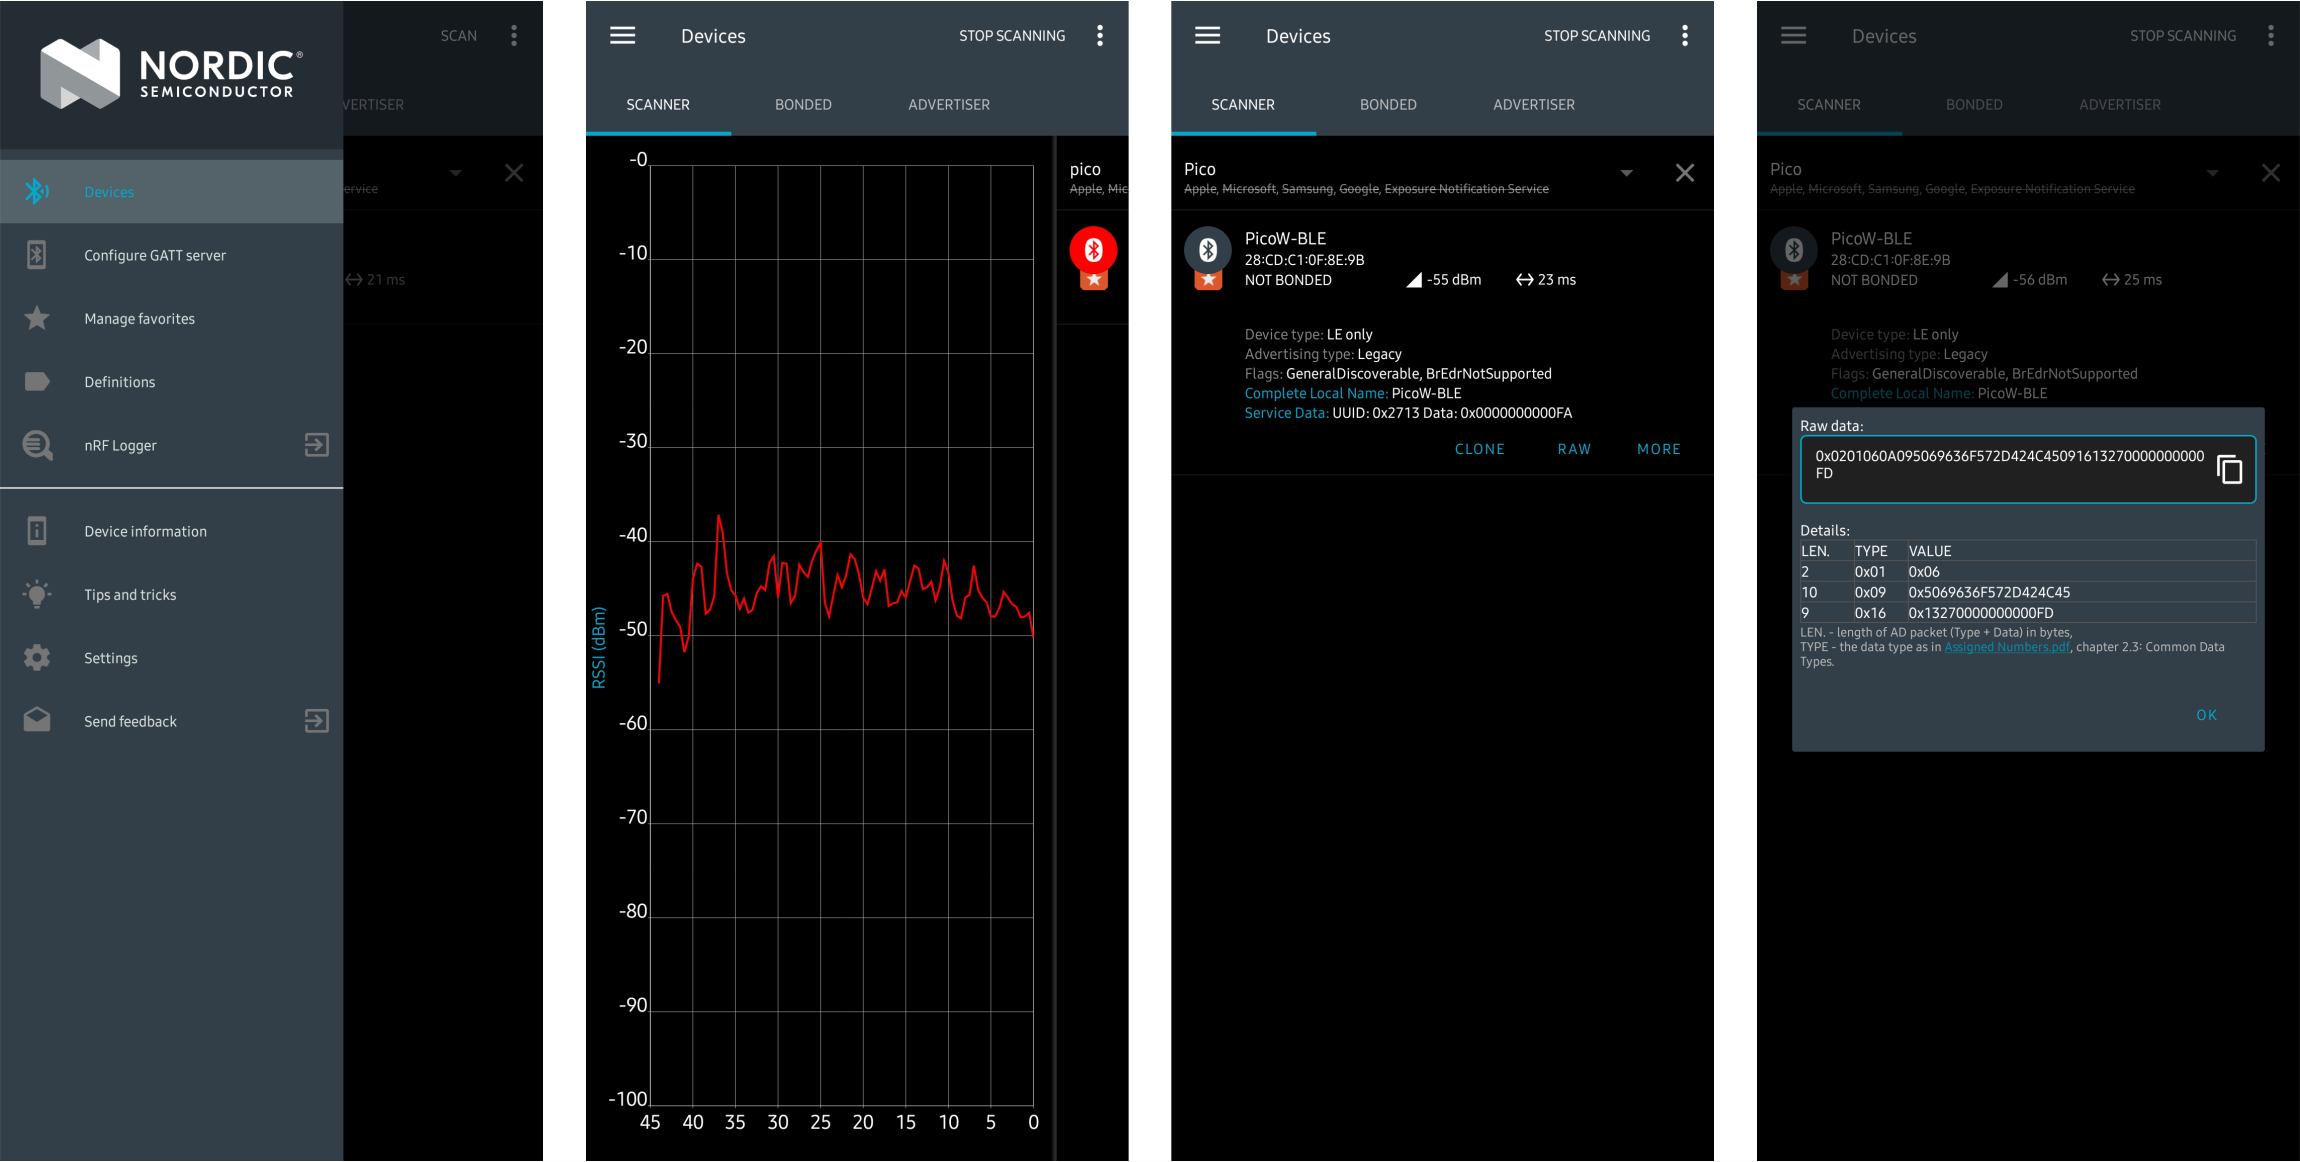 NORDIC®
SEMICONDUCTOR
SCAN
VERTISER
ervice
Devices
Configure GATT server
21 ms
Manage favorites
Definitions
nRF Logger
Device information
Tips and tricks
Settings
Send feedback
Devices
STOP SCANNING
SCANNER
BONDED
ADVERTISER
pico
Apple, Mic
-0
-10
-20
-30
-40
-50
-60
-70
-80
-90
-100
RSSI (dBm)
45 40 35 30 25 20 15 10 5 0
Devices
STOP SCANNING
SCANNER
BONDED
ADVERTISER
Pico
Apple, Microsoft, Samsung, Google, Exposure Notification Service
PicoW-BLE
28:CD:C1:0F:8E:9B
NOT BONDED -55 dBm 23 ms
Device type: LE only
Advertising type: Legacy
Flags: GeneralDiscoverable, BrEdrNotSupported
Complete Local Name: PicoW-BLE
Service Data: UUID: 0x2713 Data: 0x0000000000FA
CLONE RAW MORE
Devices
STOP SCANNING
SCANNER
BONDED
ADVERTISER
Pico
Apple, Microsoft, Samsung, Google, Exposure Notification Service
PicoW-BLE
28:CD:C1:0F:8E:9B
NOT BONDED -56 dBm 25 ms
Device type: LE only
Advertising type: Legacy
Flags: GeneralDiscoverable, BrEdrNotSupported
Complete Local Name: PicoW-BLE
Raw data:
0x0201060A095069636F572D424C45091613270000000000
FD
Details:
LEN. TYPE VALUE
2 0x01 0x06
10 0x09 0x5069636F572D424C45
9 0x16 0x13270000000000FD
LEN. - length of AD packet (Type + Data) in bytes,
TYPE - the data type as in Assigned Numbers.pdf, chapter 2.3: Common Data
Types.
OK